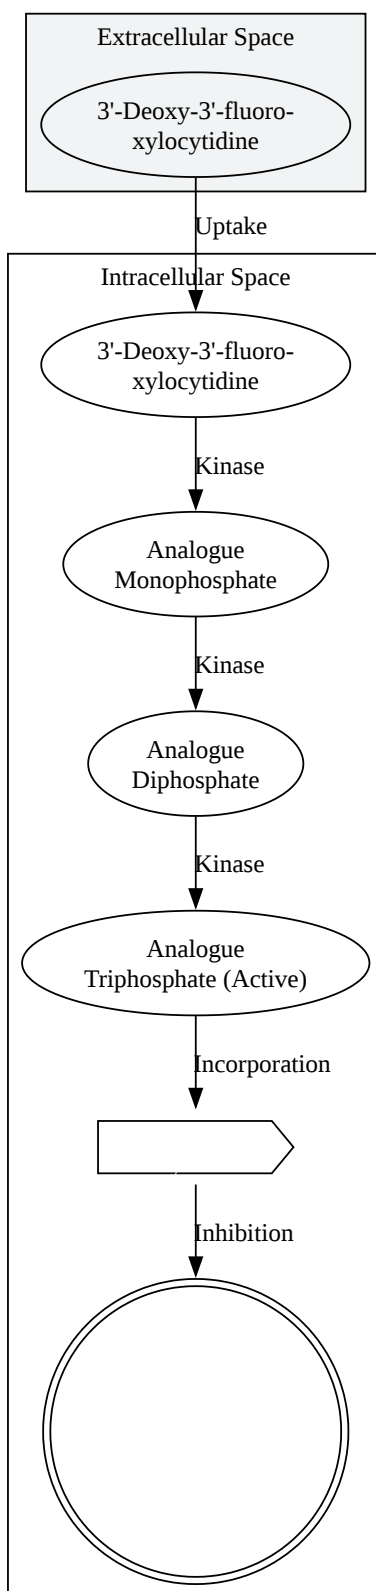 Extracellular Space
3'-Deoxy-3'-fluoro-
xylocytidine
Uptake
Intracellular Space
3'-Deoxy-3'-fluoro-
xylocytidine
Kinase
Analogue
Monophosphate
Kinase
Analogue
Diphosphate
Kinase
Analogue
Triphosphate (Active)
Incorporation
Inhibition